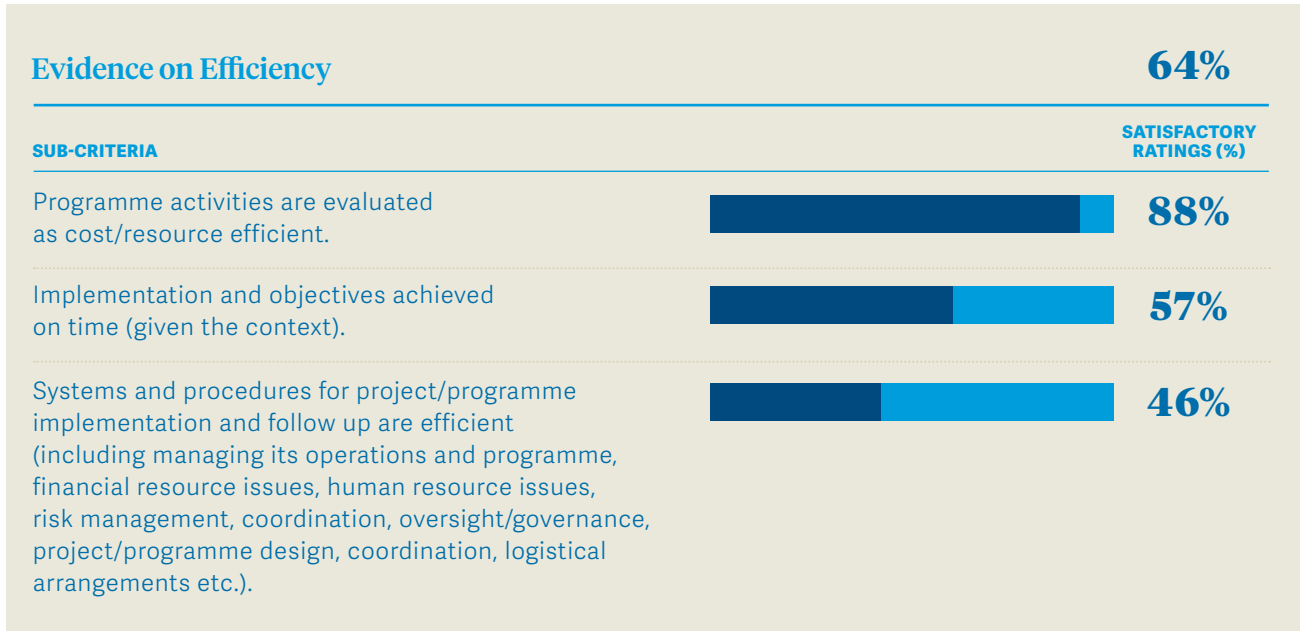 Evidence on Efficiency
64%
SUB-CRITERIA
SATISFACTORY
RATINGS (%)
Programme activities are evaluated
as cost/resource efficient.
88%
Implementation and objectives achieved
on time (given the context).
57%
Systems and procedures for project/programme
implementation and follow up are efficient
(including managing its operations and programme,
financial resource issues, human resource issues,
risk management, coordination, oversight/governance,
project/programme design, coordination, logistical
arrangements etc.).
46%